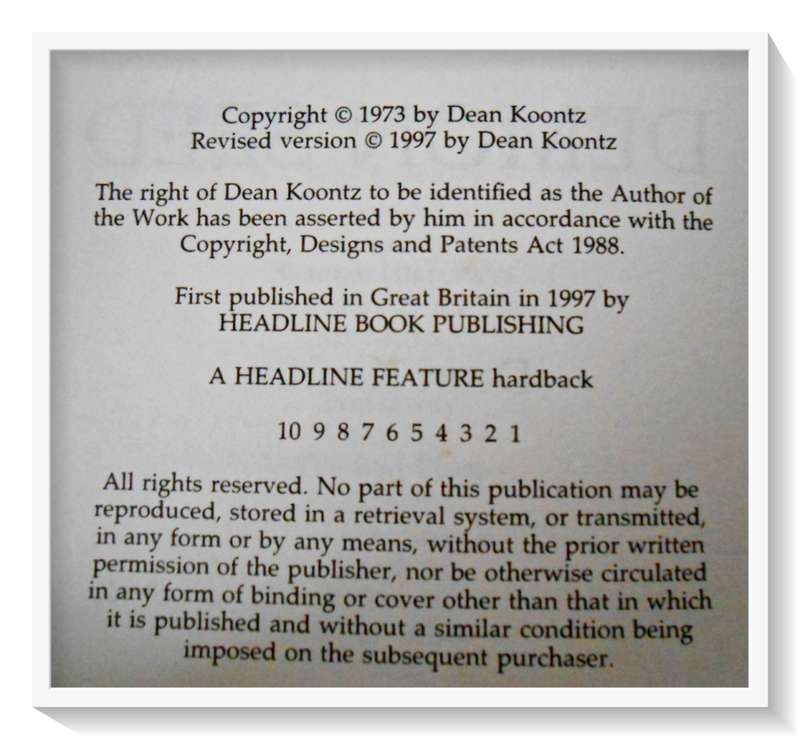 Copyright © 1973 by Dean Koontz
Revised version © 1997 by Dean Koontz
The right of Dean Koontz to be identified as the Author of
the Work has been asserted by him in accordance with the
Copyright, Designs and Patents Act 1988.
First published in Great Britain in 1997 by
HEADLINE BOOK PUBLISHING
A HEADLINE FEATURE hardback
10 9 8 7 6 5 4 3 2 1
All rights reserved. No part of this publication may be
reproduced, stored in a retrieval system, or transmitted,
in any form or by any means, without the prior written
permission of the publisher, nor be otherwise circulated
in any form of binding or cover other than that in which
it is published and without a similar condition being
imposed on the subsequent purchaser.